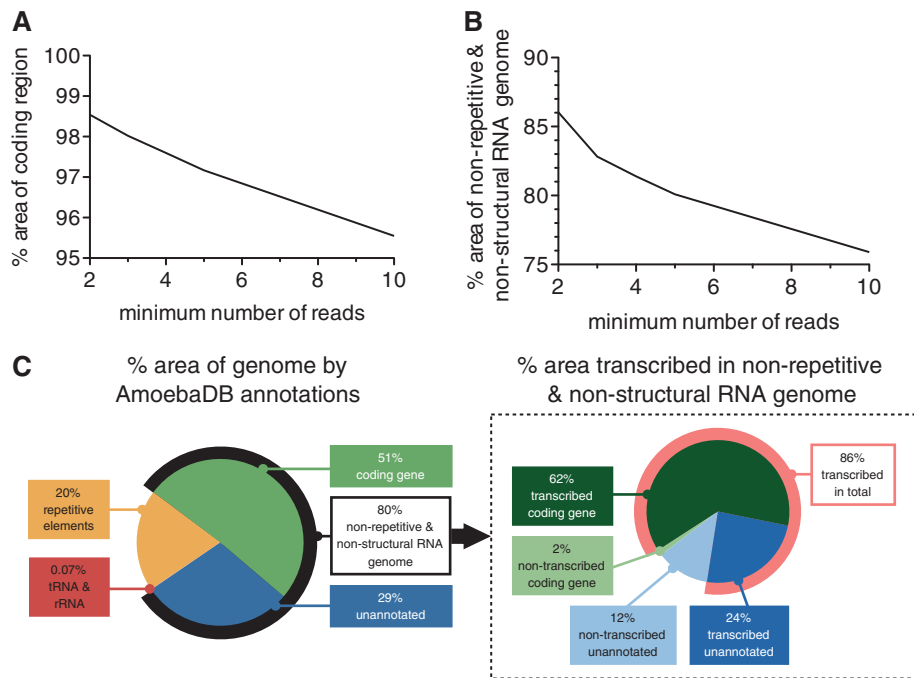 A
% area of coding region
100
99
98
97
96
95
2
4
6
8
10
minimum number of reads
B
% area of non-repetitive &
non-structural RNA genome
90
85
80
75
2
4
6
8
10
minimum number of reads
C
% area of genome by
AmoebaDB annotations
20%
repetitive
elements
0.07%
tRNA &
rRNA
51%
coding gene
80%
non-repetitive &
non-structural RNA
genome
29%
unannotated
% area transcribed in non-repetitive
& non-structural RNA genome
62%
transcribed
coding gene
2%
non-transcribed
coding gene
12%
non-transcribed
unannotated
24%
transcribed
unannotated
86%
transcribed
in total